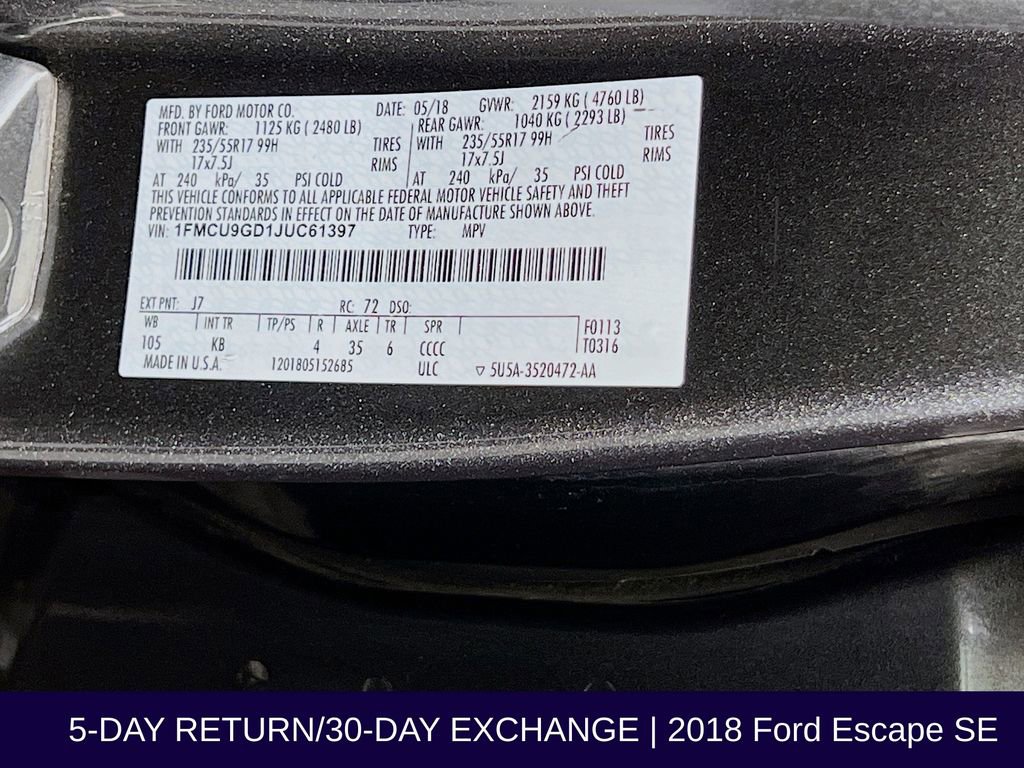 MFD. BY FORD MOTOR CO. DATE: 05/18 GVWR: 2159 KG ( 4760 LB)
FRONT GAWR: 1125 KG ( 2480 LB) REAR GAWR: 1040 KG ( 2293 LB)
WITH 235/55R17 99H TIRES WITH 235/55R17 99H TIRES
17x7.5J RIMS 17x7.5J RIMS
AT 240 kPa/ 35 PSI COLD AT 240 kPa/ 35 PSI COLD
THIS VEHICLE CONFORMS TO ALL APPLICABLE FEDERAL MOTOR VEHICLE SAFETY AND THEFT
PREVENTION STANDARDS IN EFFECT ON THE DATE OF MANUFACTURE SHOWN ABOVE.
VIN: 1FMCU9GD1JUC61397 TYPE: MPV
EXT PNT: J7 RC: 72 DSO:
WB INT TR TP/PS R AXLE TR SPR F0113
105 KB 4 35 6 CCCC T0316
MADE IN U.S.A. 1201805152685 ULC ▽ 5U5A-3520472-AA
5-DAY RETURN/30-DAY EXCHANGE | 2018 Ford Escape SE